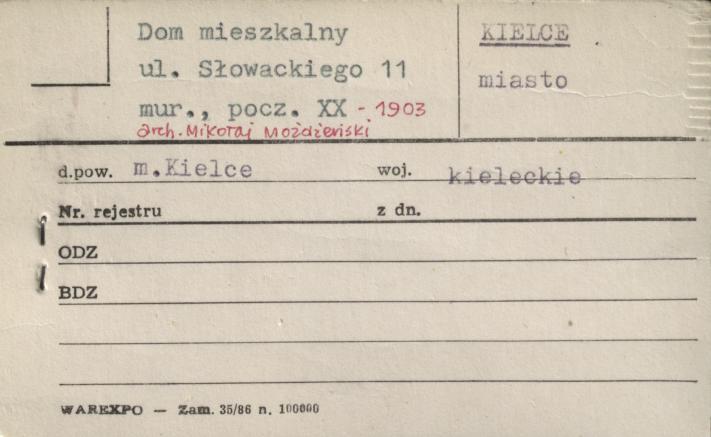 Dom mieszkalny
ul. Słowackiego 11
mur., pocz. XX - 1903
arch. Mikołaj Możdżeński
KIELCE
miasto
d.pow. m.Kielce woj. kieleckie
Nr. rejestru z dn.
ODZ
BDZ
WAREXPO — Zam. 35/86 n. 100000